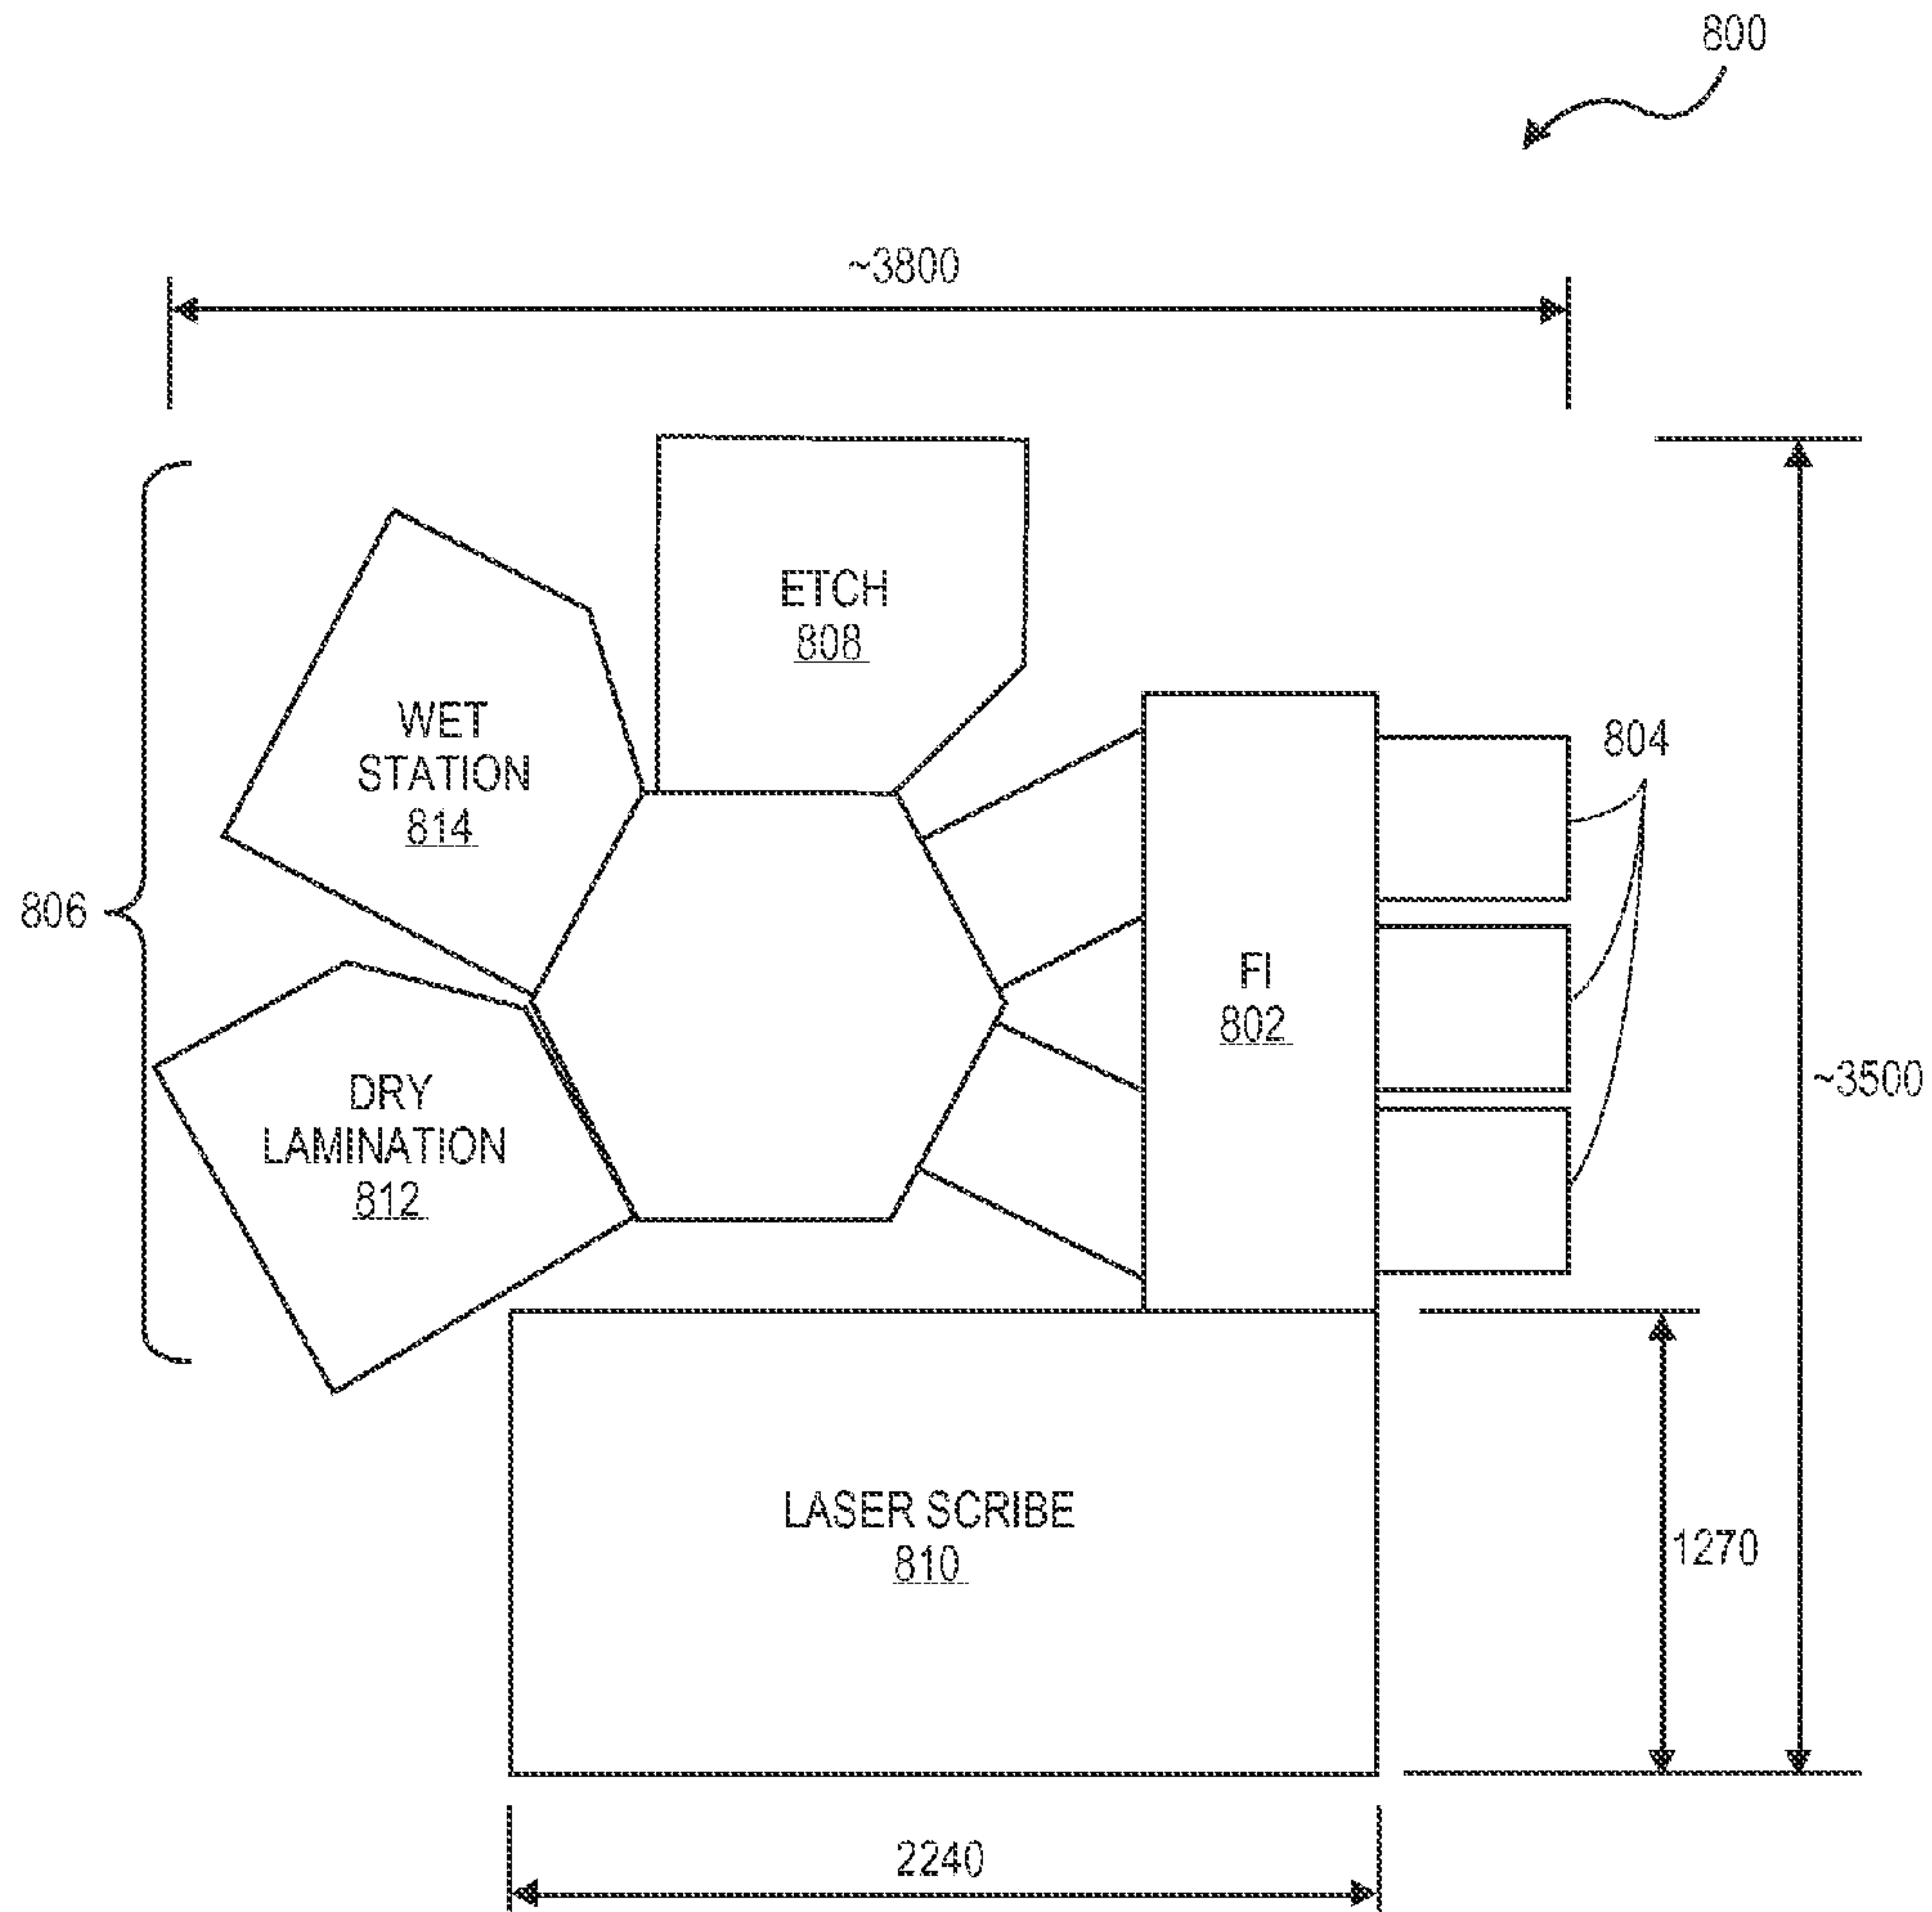 800
~3800
ETCH
808
WET
STATION
814
804
806
FI
802
~3500
DRY
LAMINATION
812
LASER SCRIBE
810
1270
2240